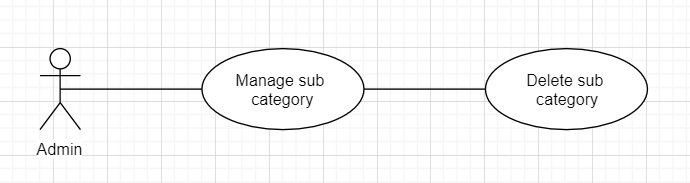 Manage sub
category
Delete sub
category
Admin